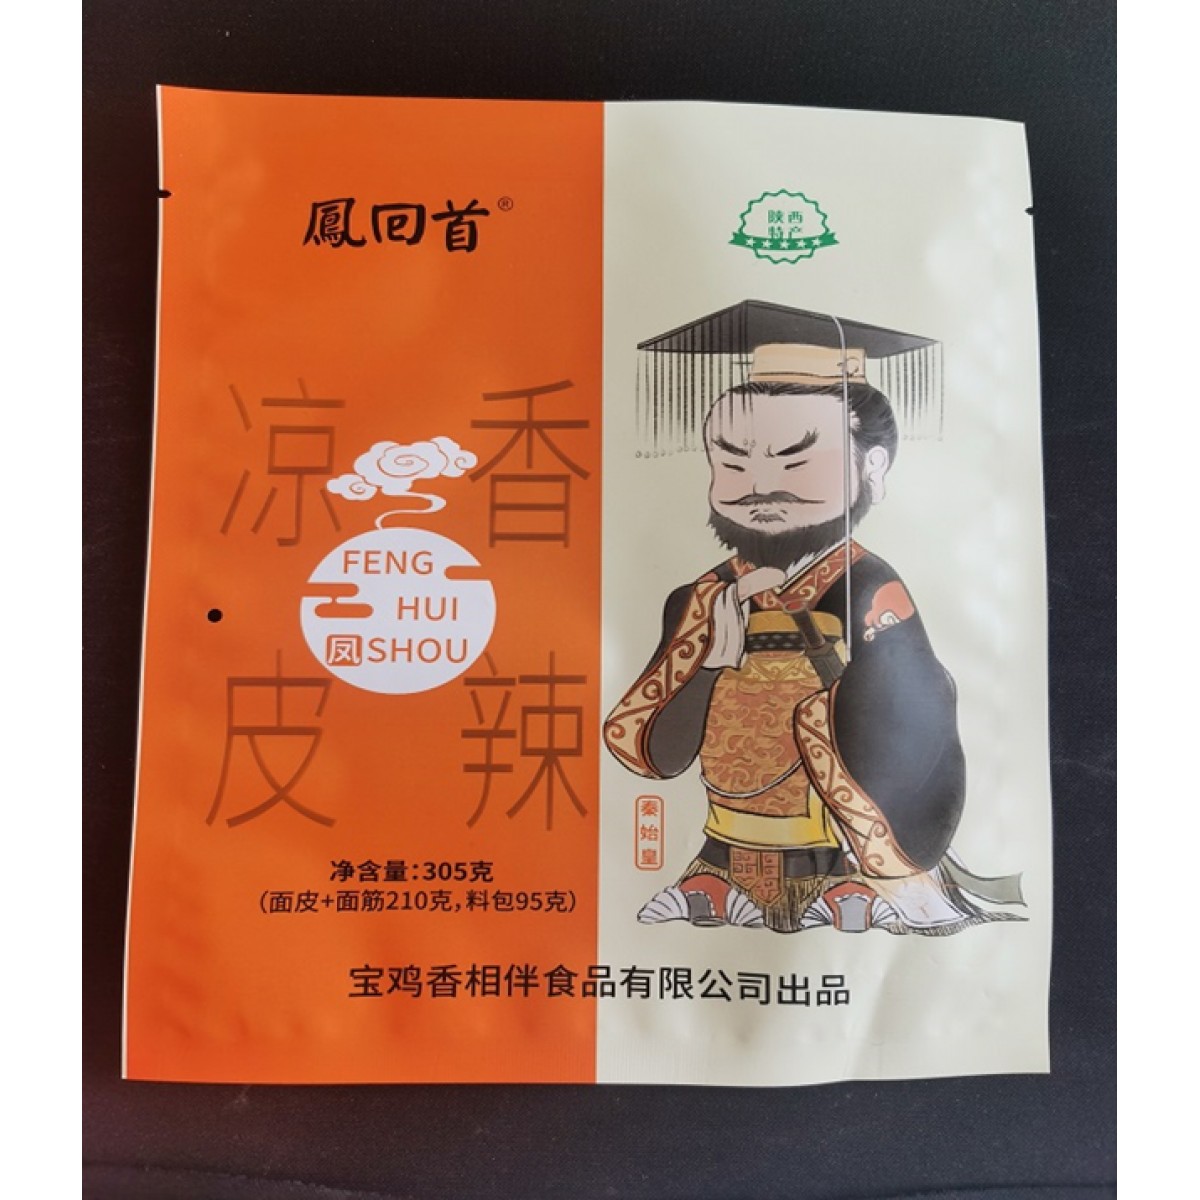 鳳回首®
陕西
特产
香辣
凉皮
FENG
HUI
凤SHOU
秦始皇
净含量:305克
(面皮+面筋210克,料包95克)
宝鸡香相伴食品有限公司出品